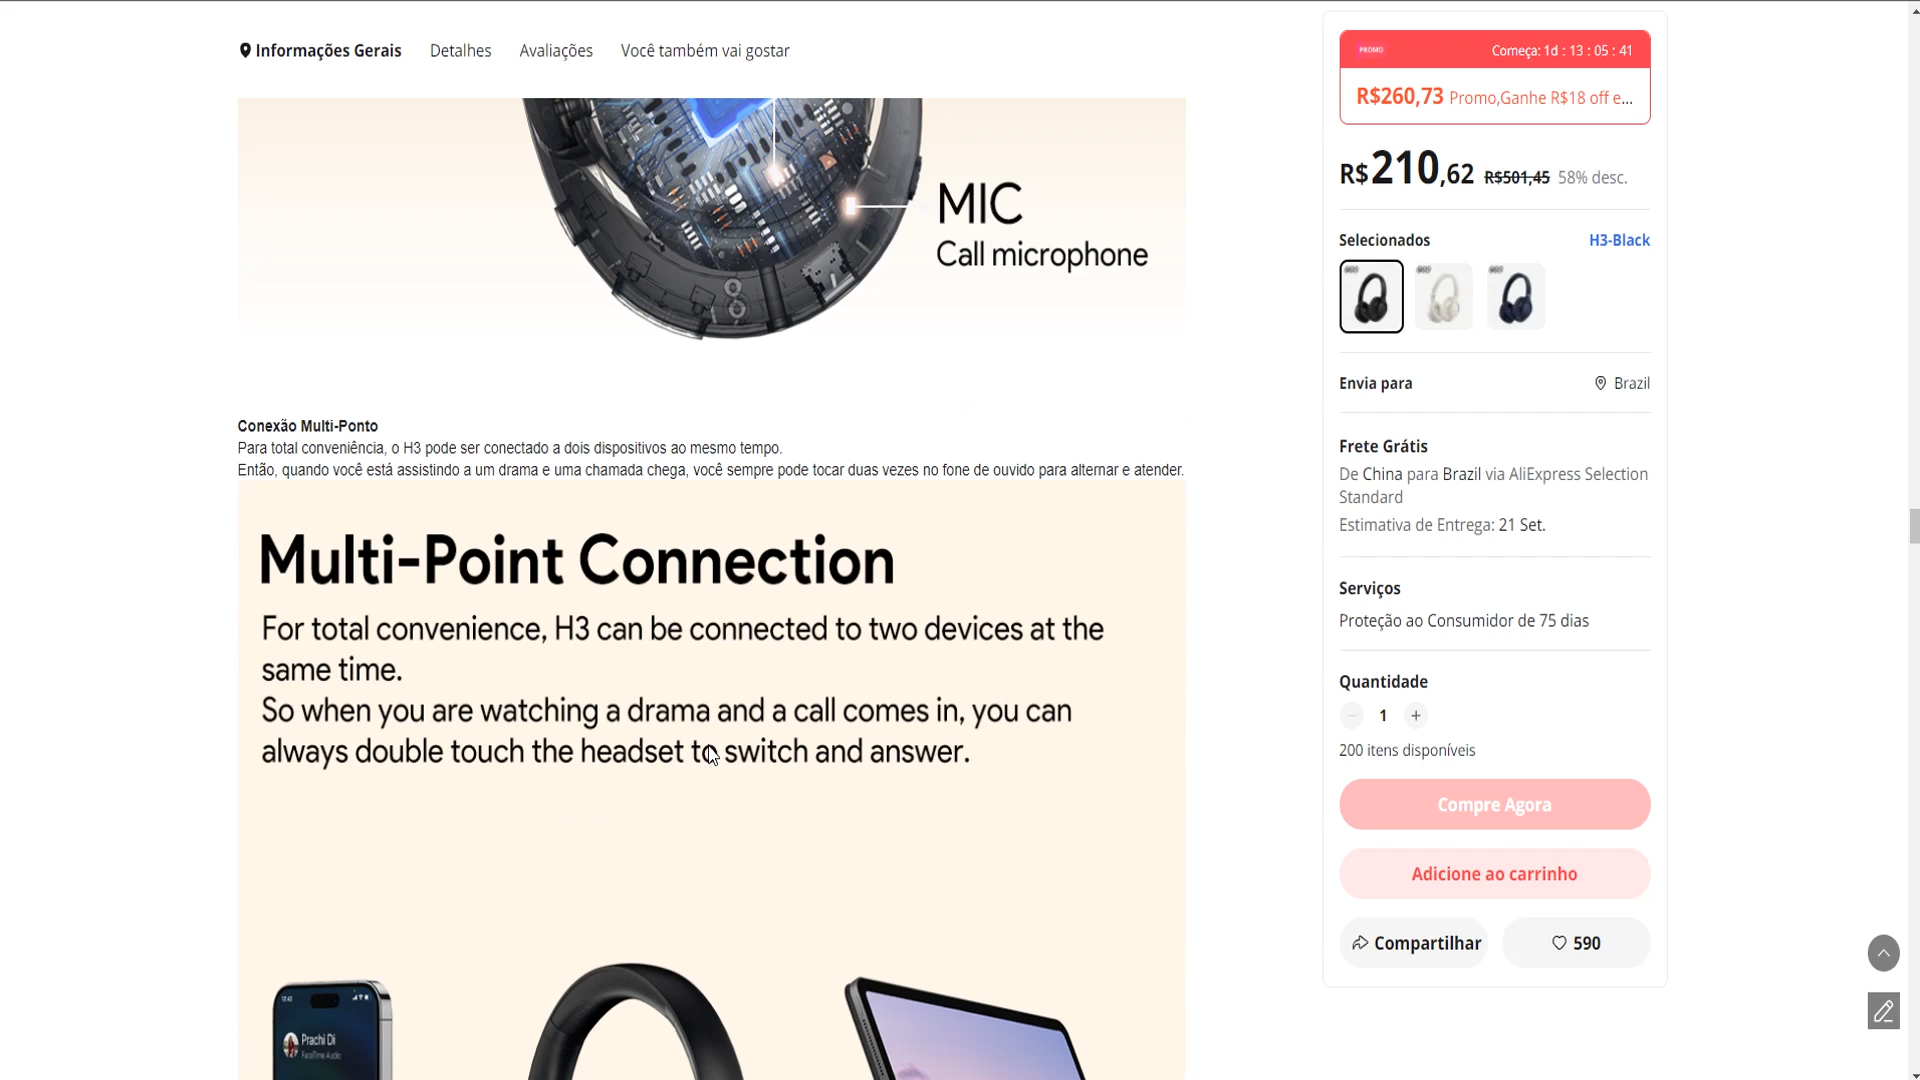 Informações Gerais Detalhes Avaliações Você também vai gostar
MIC
Call microphone
Conexão Multi-Ponto
Para total conveniência, o H3 pode ser conectado a dois dispositivos ao mesmo tempo.
Então, quando você está assistindo a um drama e uma chamada chega, você sempre pode tocar duas vezes no fone de ouvido para alternar e atender.
Multi-Point Connection
For total convenience, H3 can be connected to two devices at the
same time.
So when you are watching a drama and a call comes in, you can
always double touch the headset to switch and answer.
Prachi Di
FaceTime Audio
PROMO Começa: 1d : 13 : 05 : 41
R$260,73 Promo,Ganhe R$18 off e...
R$210,62 R$501,45 58% desc.
Selecionados H3-Black
Envia para Brazil
Frete Grátis
De China para Brazil via AliExpress Selection
Standard
Estimativa de Entrega: 21 Set.
Serviços
Proteção ao Consumidor de 75 dias
Quantidade
− 1 +
200 itens disponíveis
Compre Agora
Adicione ao carrinho
Compartilhar 590